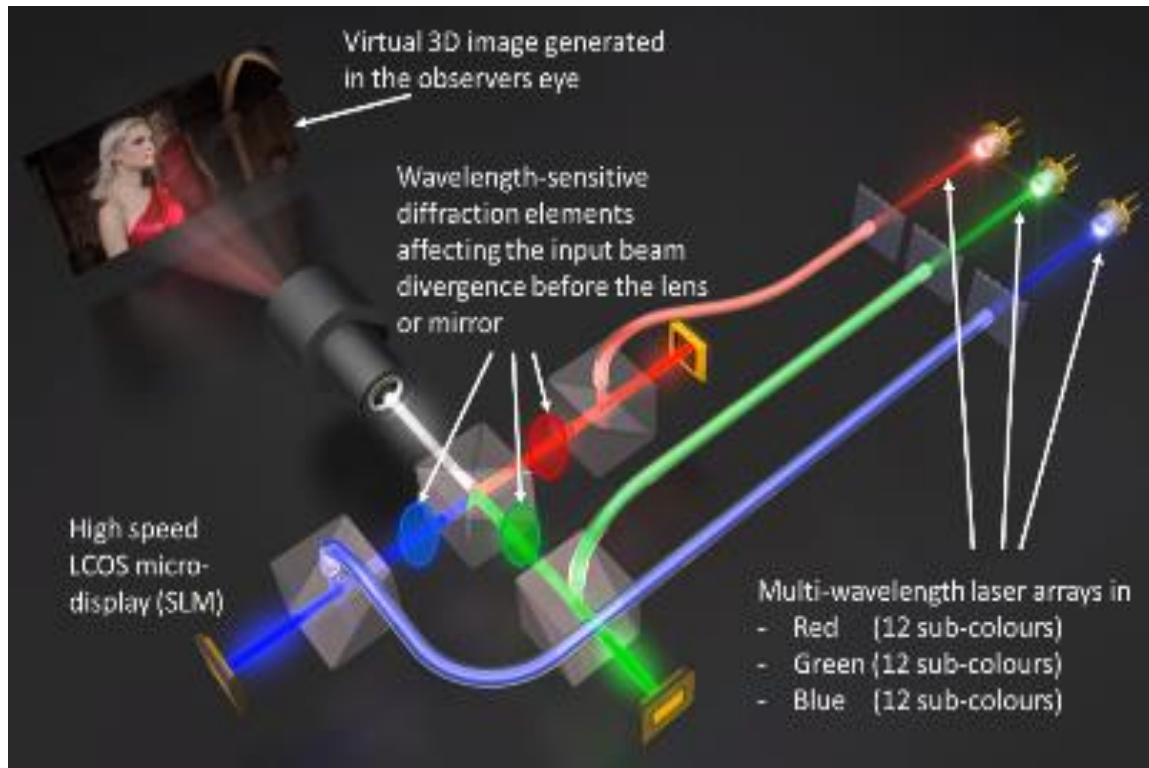 Virtual 3D image generated
in the observers eye
Wavelength-sensitive
diffraction elements
affecting the input beam
divergence before the lens
or mirror
High speed
LCOS micro-
display (SLM)
Multi-wavelength laser arrays in
- Red (12 sub-colours)
- Green (12 sub-colours)
- Blue (12 sub-colours)